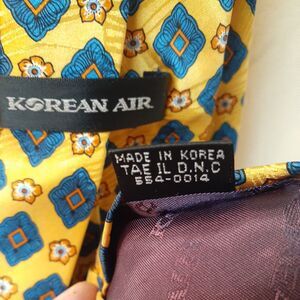 KOREAN AIR
MADE IN KOREA
TAE IL D.N.C
554-0014